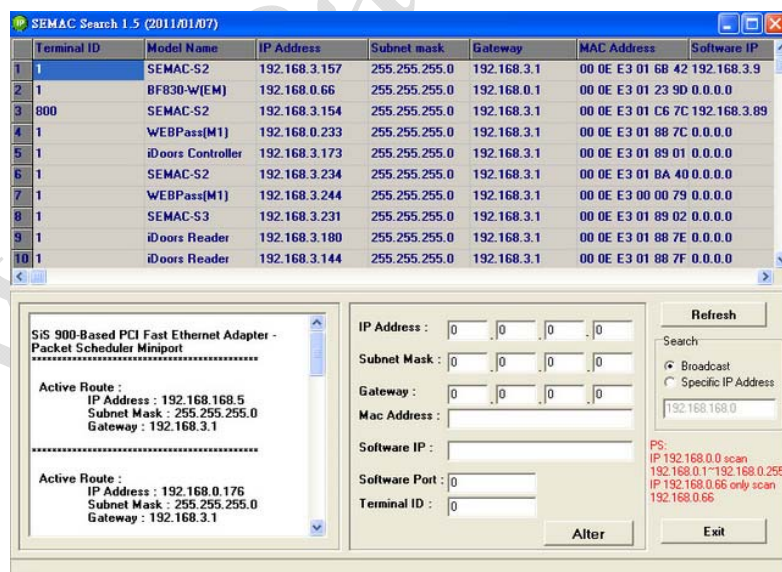 SEMAC Search 1.5 (2011/01/07)
Terminal ID Model Name IP Address Subnet mask Gateway MAC Address Software IP
1 1 SEMAC-S2 192.168.3.157 255.255.255.0 192.168.3.1 00 0E E3 01 6B 42 192.168.3.9
2 1 BF830-W(EM) 192.168.0.66 255.255.255.0 192.168.0.1 00 0E E3 01 23 9D 0.0.0.0
3 800 SEMAC-S2 192.168.3.154 255.255.255.0 192.168.3.1 00 0E E3 01 C6 7C 192.168.3.89
4 1 WEBPass(M1) 192.168.0.233 255.255.255.0 192.168.3.1 00 0E E3 01 88 7C 0.0.0.0
5 1 iDoors Controller 192.168.3.173 255.255.255.0 192.168.3.1 00 0E E3 01 89 01 0.0.0.0
6 1 SEMAC-S2 192.168.3.234 255.255.255.0 192.168.3.1 00 0E E3 01 BA 40 0.0.0.0
7 1 WEBPass(M1) 192.168.3.244 255.255.255.0 192.168.3.1 00 0E E3 00 00 79 0.0.0.0
8 1 SEMAC-S3 192.168.3.231 255.255.255.0 192.168.3.1 00 0E E3 01 89 02 0.0.0.0
9 1 iDoors Reader 192.168.3.180 255.255.255.0 192.168.3.1 00 0E E3 01 88 7E 0.0.0.0
10 1 iDoors Reader 192.168.3.144 255.255.255.0 192.168.3.1 00 0E E3 01 88 7F 0.0.0.0
SiS 900-Based PCI Fast Ethernet Adapter -
Packet Scheduler Miniport
Active Route :
IP Address : 192.168.168.5
Subnet Mask : 255.255.255.0
Gateway : 192.168.3.1
Active Route :
IP Address : 192.168.0.176
Subnet Mask : 255.255.255.0
Gateway : 192.168.3.1
IP Address : 0 . 0 . 0 . 0
Subnet Mask : 0 . 0 . 0 . 0
Gateway : 0 . 0 . 0 . 0
Mac Address :
Software IP :
Software Port : 0
Terminal ID : 0
Alter
Refresh
Search
Broadcast
Specific IP Address
192.168.168.0
PS:
IP 192.168.0.0 scan
192.168.0.1~192.168.0.255
IP 192.168.0.66 only scan
192.168.0.66
Exit